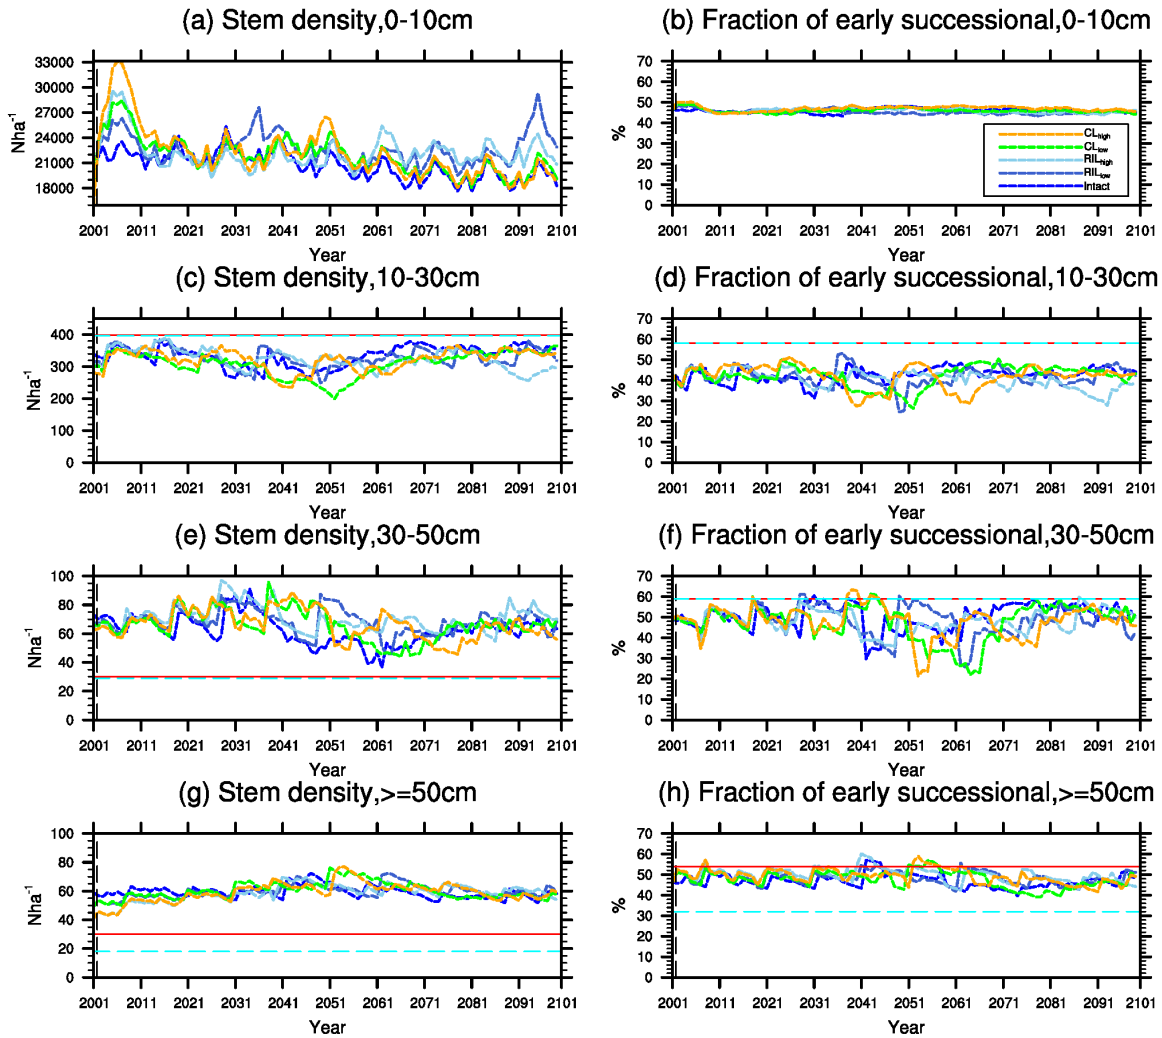 (a) Stem density,0-10cm
33000
30000
27000
24000
21000
18000
Nha⁻¹
2001 2011 2021 2031 2041 2051 2061 2071 2081 2091 2101
Year
(b) Fraction of early successional,0-10cm
70
60
50
40
30
20
10
0
%
CLhigh
CLlow
RILhigh
RILlow
Intact
2001 2011 2021 2031 2041 2051 2061 2071 2081 2091 2101
Year
(c) Stem density,10-30cm
400
300
200
100
0
Nha⁻¹
2001 2011 2021 2031 2041 2051 2061 2071 2081 2091 2101
Year
(d) Fraction of early successional,10-30cm
70
60
50
40
30
20
10
0
%
2001 2011 2021 2031 2041 2051 2061 2071 2081 2091 2101
Year
(e) Stem density,30-50cm
100
80
60
40
20
0
Nha⁻¹
2001 2011 2021 2031 2041 2051 2061 2071 2081 2091 2101
Year
(f) Fraction of early successional,30-50cm
70
60
50
40
30
20
10
0
%
2001 2011 2021 2031 2041 2051 2061 2071 2081 2091 2101
Year
(g) Stem density,>=50cm
100
80
60
40
20
0
Nha⁻¹
2001 2011 2021 2031 2041 2051 2061 2071 2081 2091 2101
Year
(h) Fraction of early successional,>=50cm
70
60
50
40
30
20
10
0
%
2001 2011 2021 2031 2041 2051 2061 2071 2081 2091 2101
Year